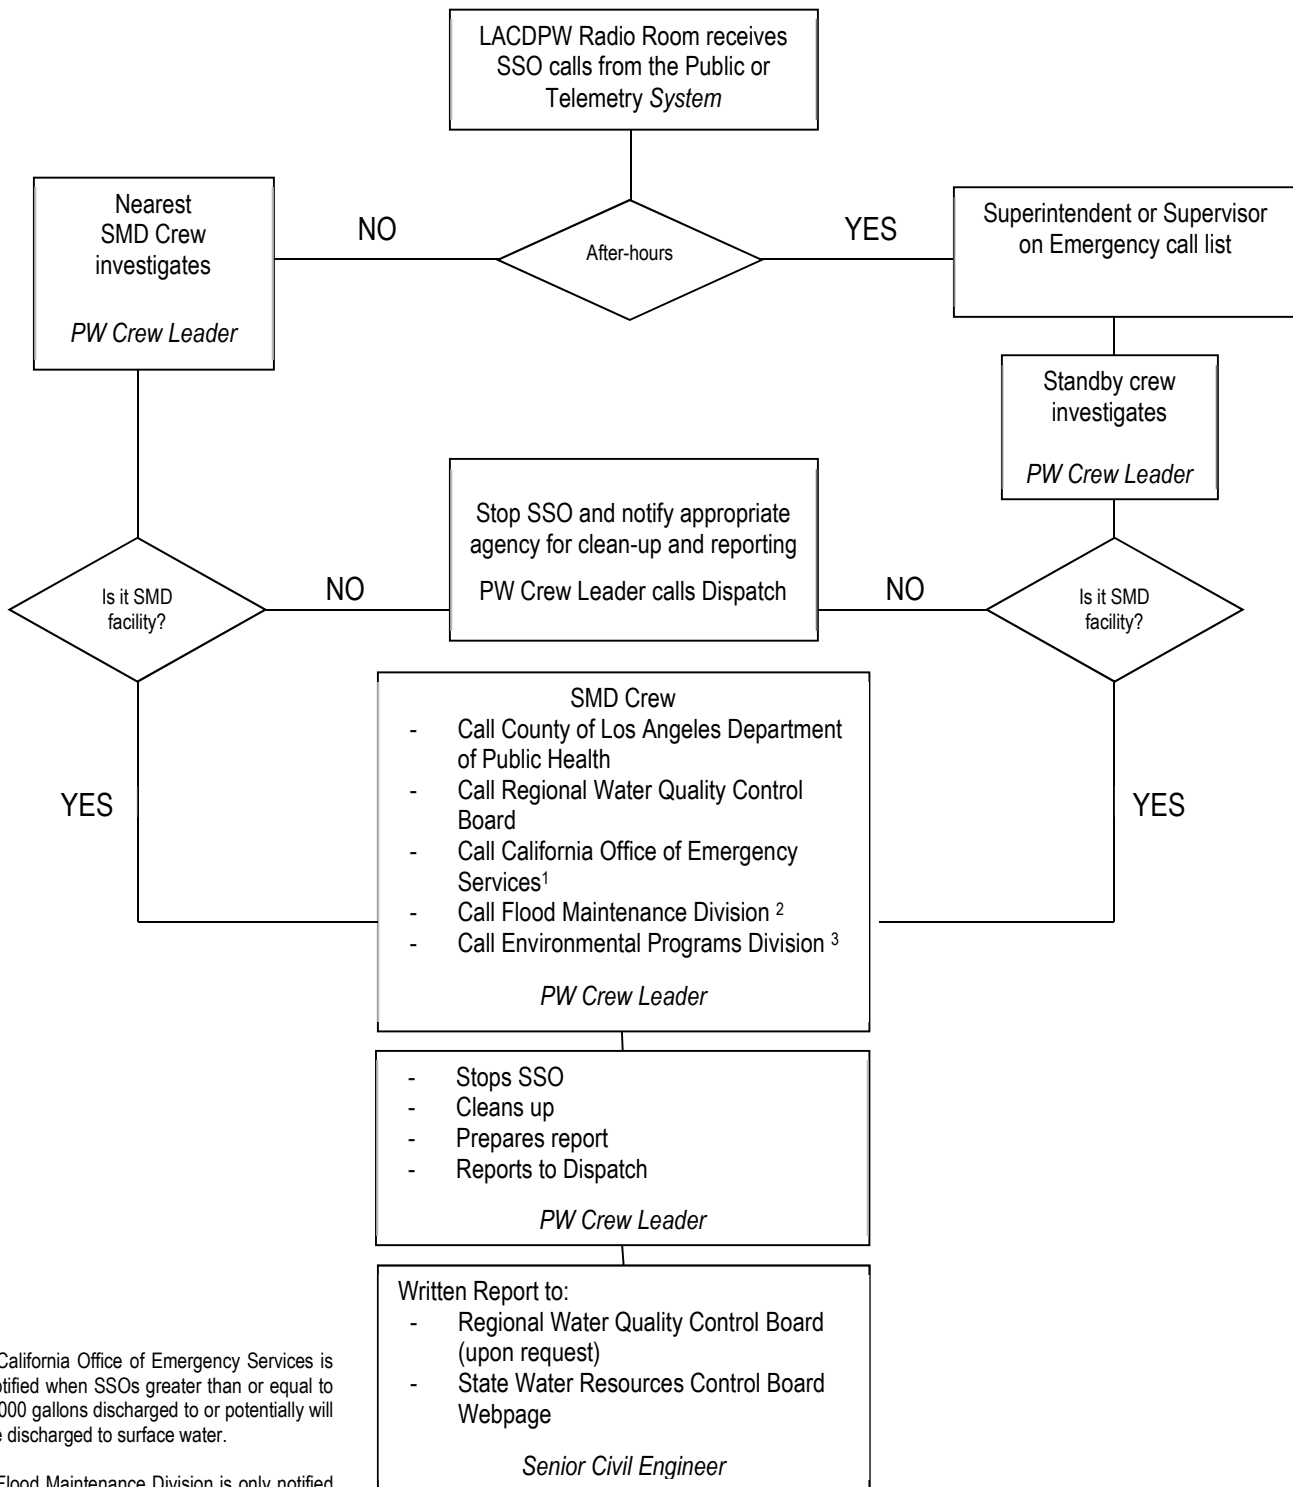 LACDPW Radio Room receives
SSO calls from the Public or
Telemetry System
Nearest
SMD Crew
investigates
PW Crew Leader
NO
After-hours
YES
Superintendent or Supervisor
on Emergency call list
Standby crew
investigates
PW Crew Leader
Stop SSO and notify appropriate
agency for clean-up and reporting
PW Crew Leader calls Dispatch
Is it SMD
facility?
NO
NO
Is it SMD
facility?
YES
YES
SMD Crew
- Call County of Los Angeles Department
of Public Health
- Call Regional Water Quality Control
Board
- Call California Office of Emergency
Services¹
- Call Flood Maintenance Division ²
- Call Environmental Programs Division ³
PW Crew Leader
- Stops SSO
- Cleans up
- Prepares report
- Reports to Dispatch
PW Crew Leader
Written Report to:
- Regional Water Quality Control Board
(upon request)
- State Water Resources Control Board
Webpage
Senior Civil Engineer
California Office of Emergency Services is
when SSOs greater than or equal to
000 gallons discharged to or potentially will
discharged to surface water.
Flood Maintenance Division is only notified